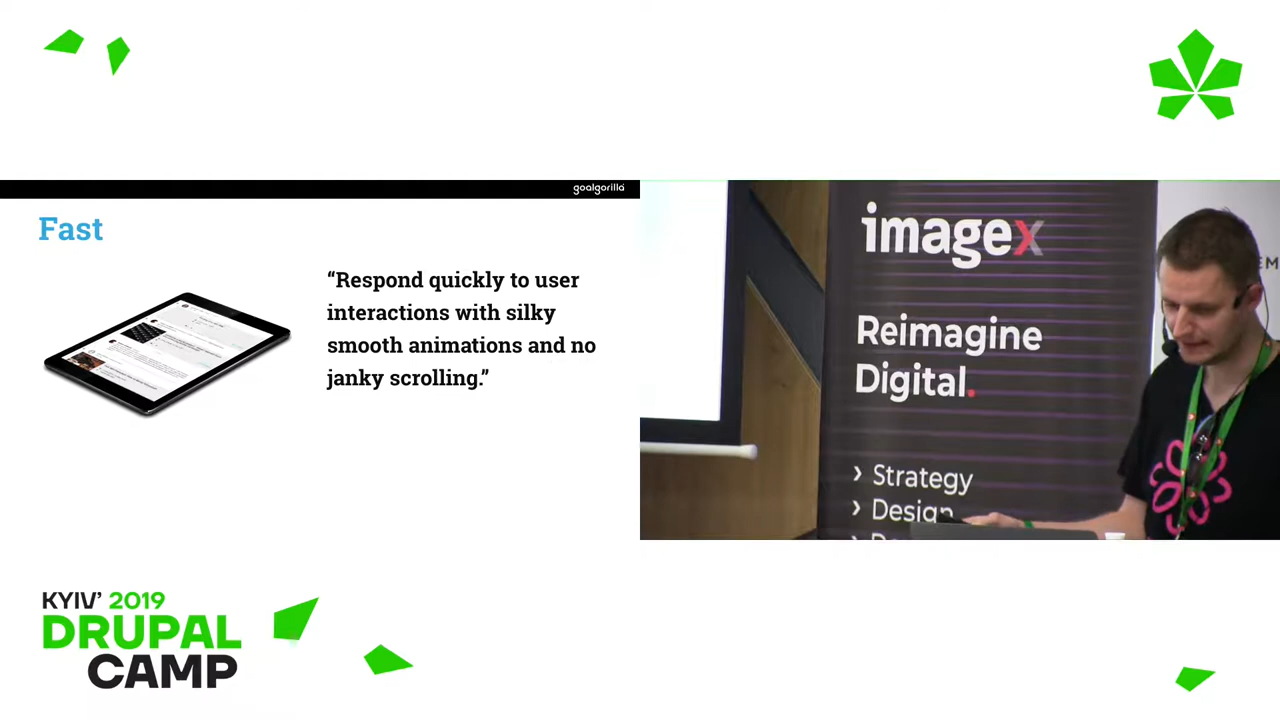 goalgorilla
Fast
“Respond quickly to user
interactions with silky
smooth animations and no
janky scrolling.”
imagex
Reimagine
Digital.
› Strategy
› Design
EM
KYIV’ 2019
DRUPAL
CAMP